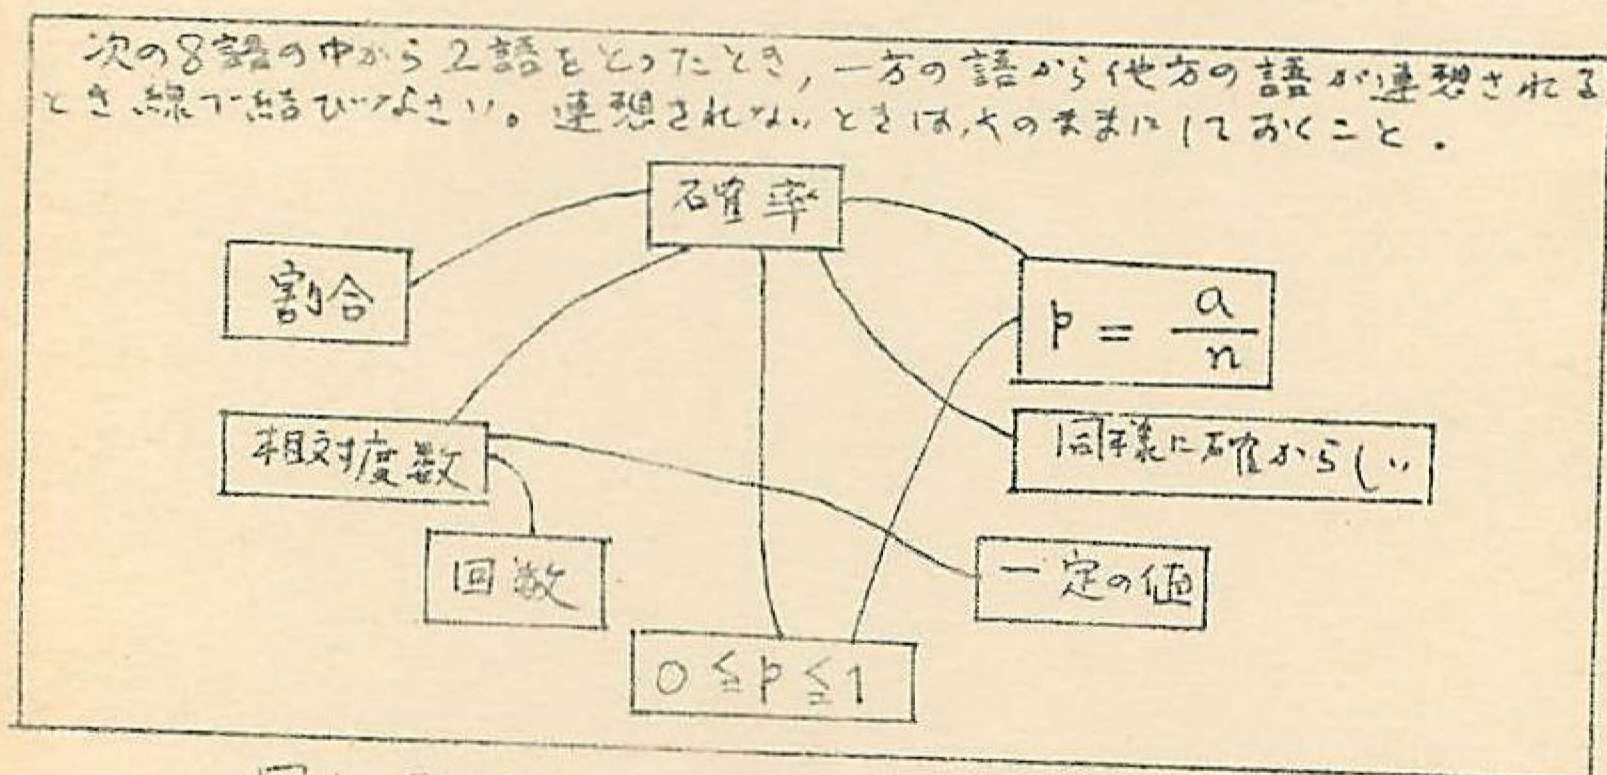 次の8語の中から2語をとったとき,一方の語から他方の語が連想される
とき線で結びなさい。連想されないときは,そのままにしておくこと.
確率
割合
p = a/n
相対度数
同様に確からしい
回数
一定の値
0 ≦ p ≦ 1